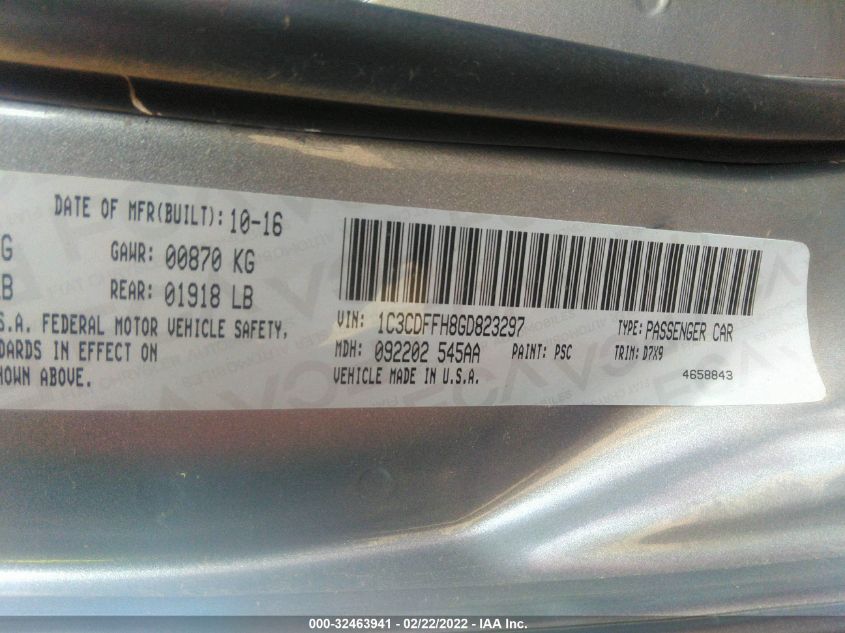 DATE OF MFR(BUILT): 10-16
G GAWR: 00870 KG
LB REAR: 01918 LB
.S.A. FEDERAL MOTOR VEHICLE SAFETY,
DARDS IN EFFECT ON
HOWN ABOVE.
VIN: 1C3CDFFH8GD823297 TYPE: PASSENGER CAR
MDH: 092202 545AA PAINT: PSC TRIM: D7X9
VEHICLE MADE IN U.S.A. 4658843
000-32463941 - 02/22/2022 - IAA Inc.